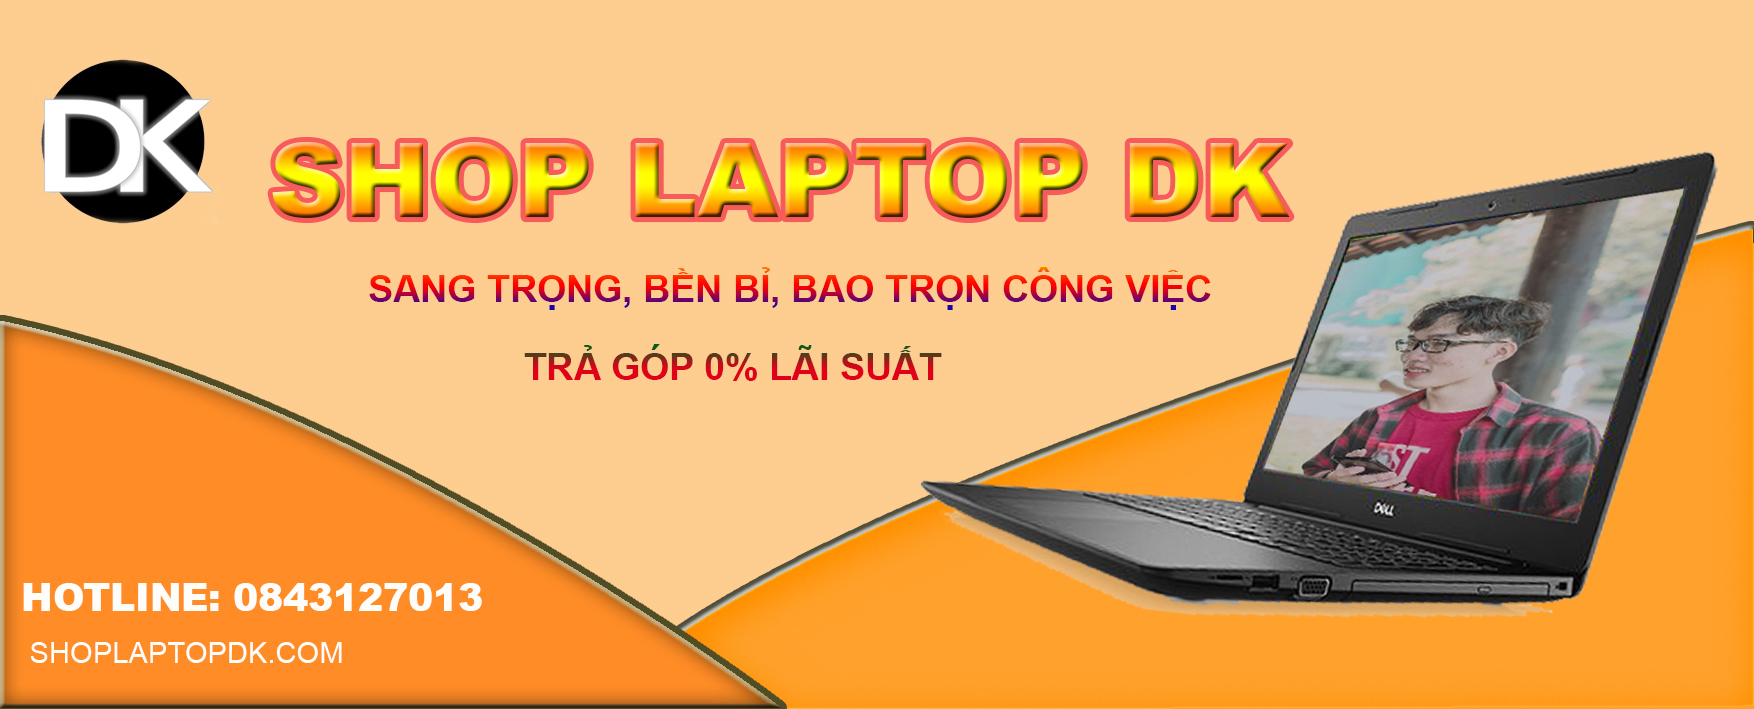 DK
SHOP LAPTOP DK
SANG TRỌNG, BỀN BỈ, BAO TRỌN CÔNG VIỆC
TRẢ GÓP 0% LÃI SUẤT
DELL
HOTLINE: 0843127013
SHOPLAPTOPDK.COM